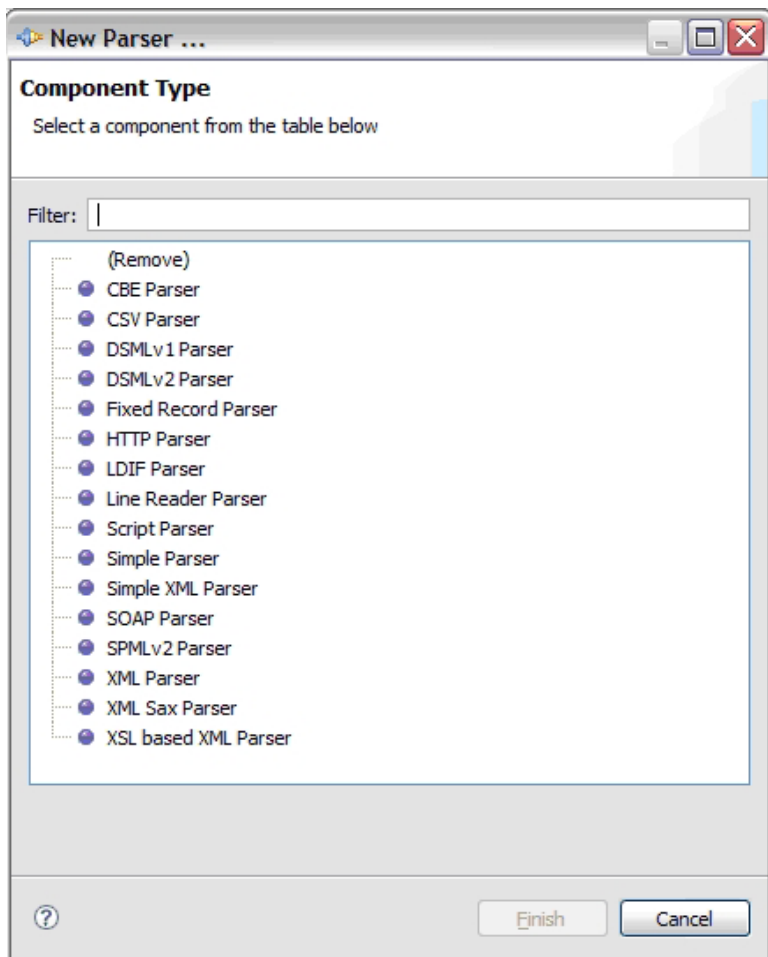 New Parser ...
Component Type
Select a component from the table below
Filter:
(Remove)
CBE Parser
CSV Parser
DSMLv1 Parser
DSMLv2 Parser
Fixed Record Parser
HTTP Parser
LDIF Parser
Line Reader Parser
Script Parser
Simple Parser
Simple XML Parser
SOAP Parser
SPMLv2 Parser
XML Parser
XML Sax Parser
XSL based XML Parser
? Finish Cancel